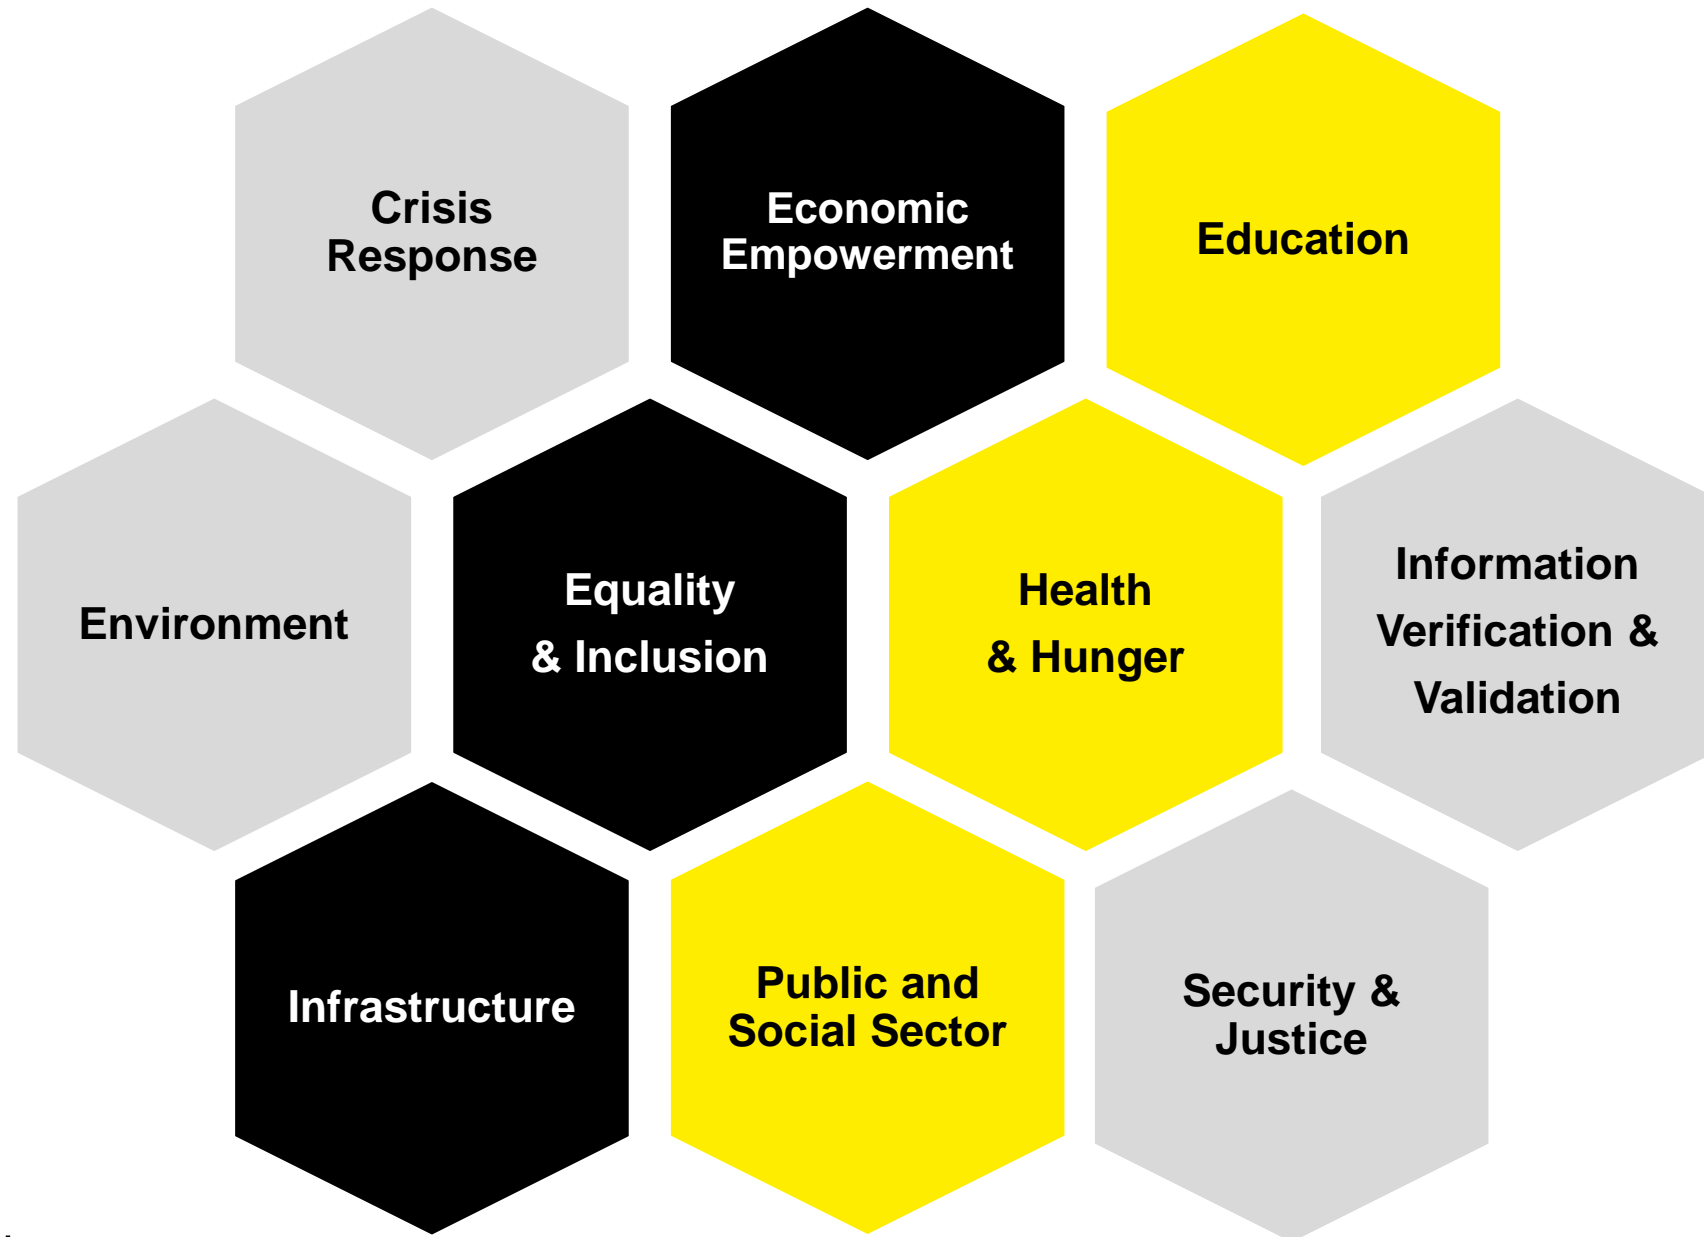 Crisis
Response
Economic
Empowerment
Education
Environment
Equality
& Inclusion
Health
& Hunger
Information
Verification &
Validation
Infrastructure
Public and
Social Sector
Security &
Justice